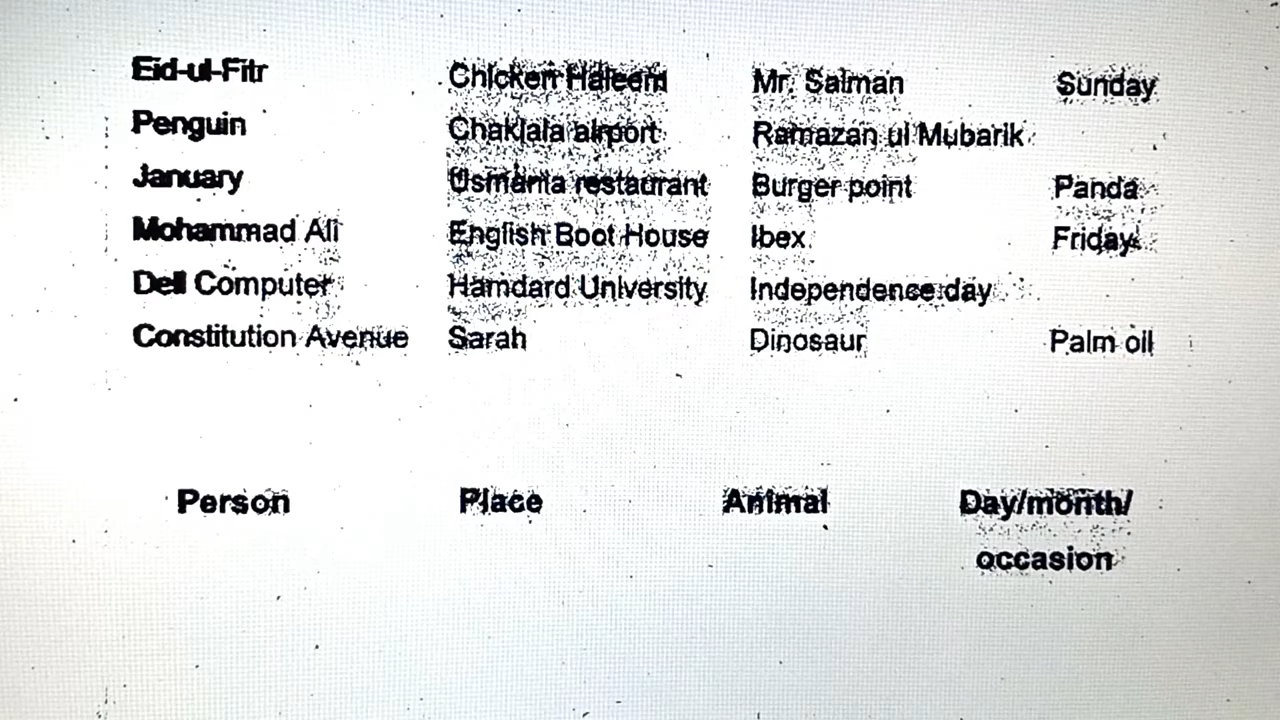 Eid-ul-Fitr Chicken Haleem Mr. Salman Sunday
Penguin Chaklala airport Ramazan ul Mubarik
January Usmania restaurant Burger point Panda
Mohammad Ali English Boot House Ibex Friday
Dell Computer Hamdard University Independence day
Constitution Avenue Sarah Dinosaur Palm oil
Person Place Animal Day/month/
occasion